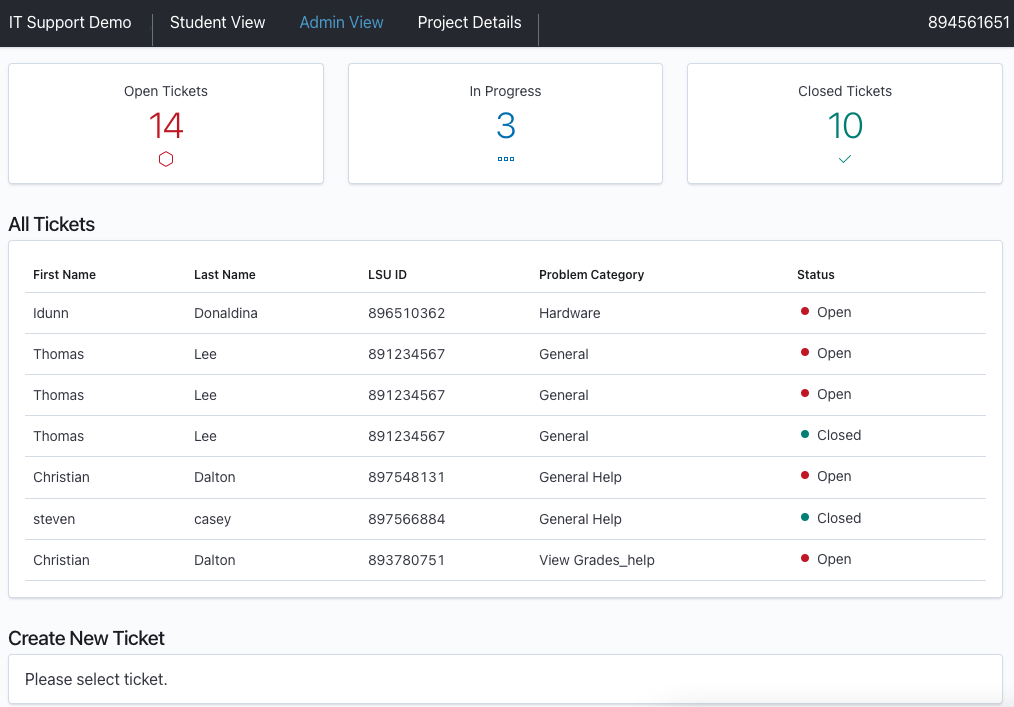 IT Support Demo Student View Admin View Project Details 894561651
Open Tickets In Progress Closed Tickets
14 3 10
All Tickets
First Name Last Name LSU ID Problem Category Status
Idunn Donaldina 896510362 Hardware Open
Thomas Lee 891234567 General Open
Thomas Lee 891234567 General Open
Thomas Lee 891234567 General Closed
Christian Dalton 897548131 General Help Open
steven casey 897566884 General Help Closed
Christian Dalton 893780751 View Grades_help Open
Create New Ticket
Please select ticket.